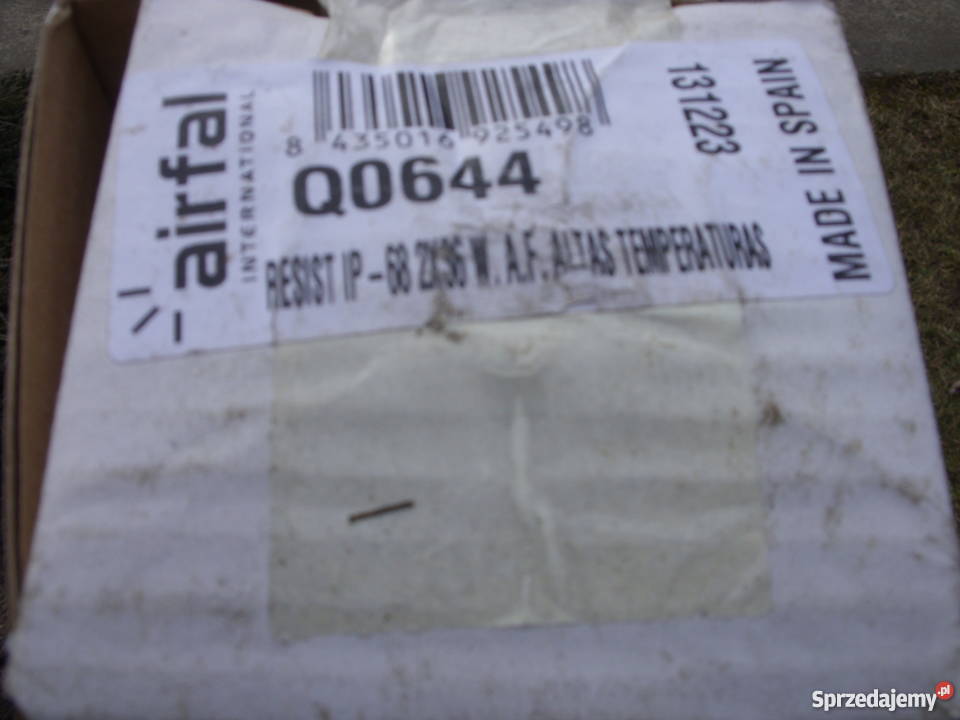 airfal
INTERNATIONAL
8 435016 925498
Q0644
RESIST IP-68 2X36 W. A.F. ALTAS TEMPERATURAS
131223
MADE IN SPAIN
Sprzedajemy.pl